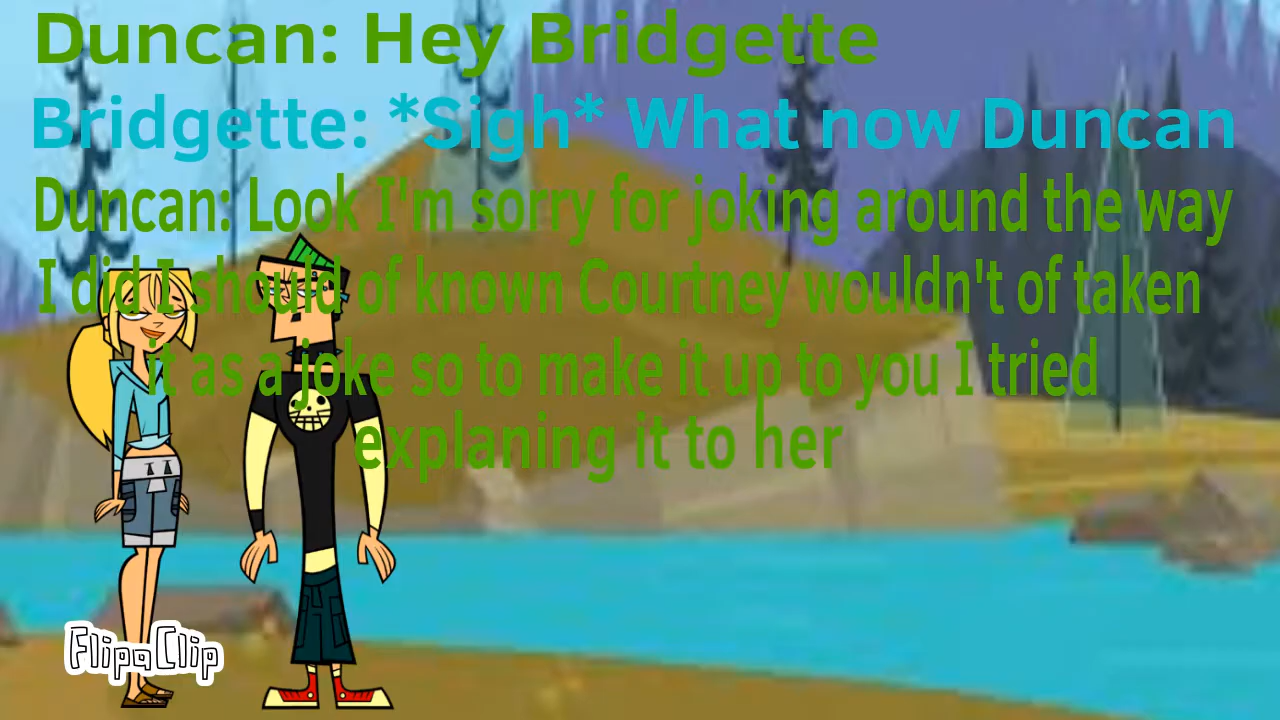 Duncan: Hey Bridgette
Bridgette: *Sigh* What now Duncan
Duncan: Look I'm sorry for joking around the way
I did I should of known Courtney wouldn't of taken
it as a joke so to make it up to you I tried
explaning it to her
FlipaClip